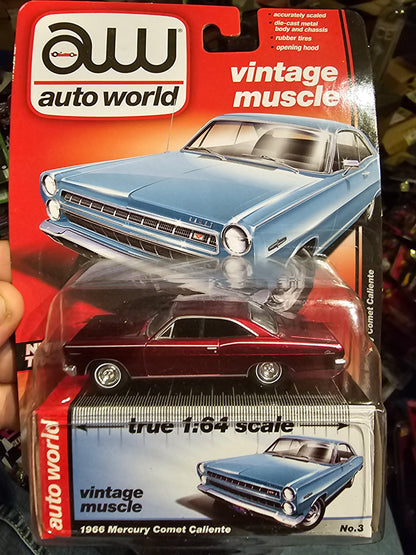 aw
auto world
• accurately scaled
• die-cast metal
body and chassis
• rubber tires
• opening hood
vintage
muscle
Comet Caliente
true 1:64 scale
auto world
vintage
muscle
1966 Mercury Comet Caliente
No.3